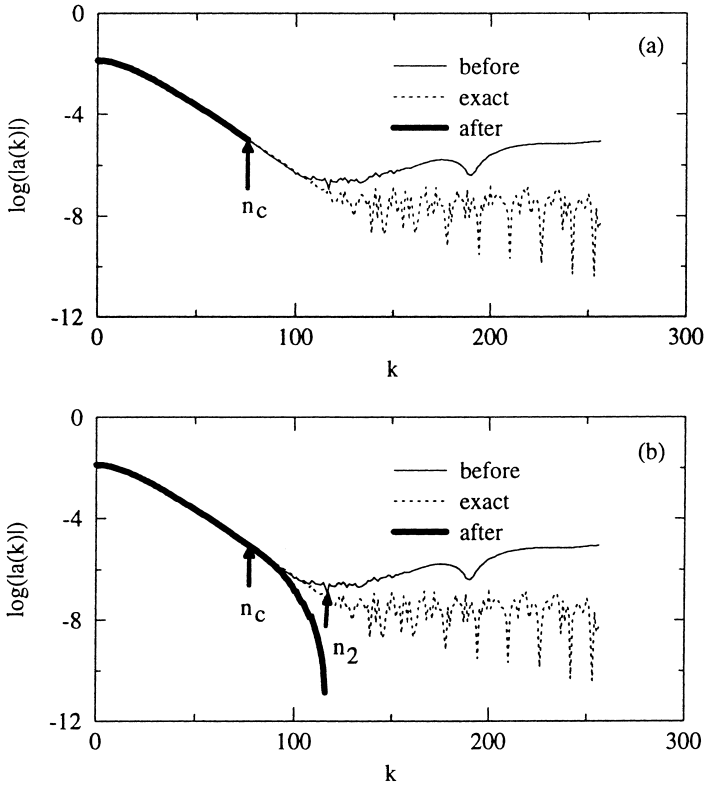 0
(a)
before
exact
after
-4
log(|a(k)|)
n_c
-8
-12
0
100
200
300
k
0
(b)
before
exact
after
-4
log(|a(k)|)
n_c
n_2
-8
-12
0
100
200
300
k